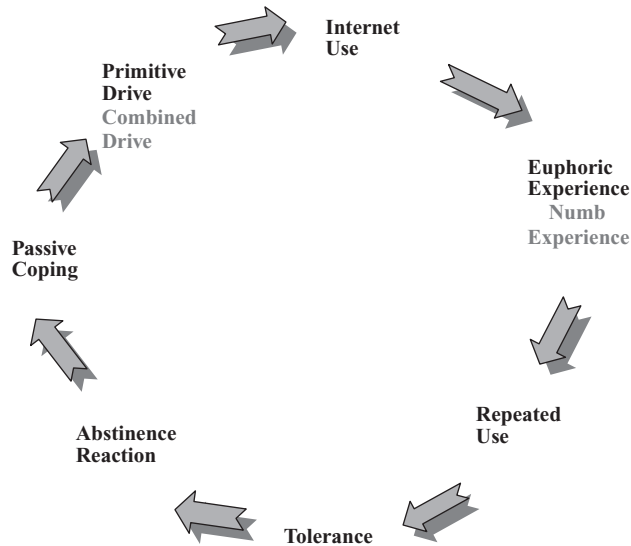 Internet
Use
Primitive
Drive
Combined
Drive
Euphoric
Experience
Numb
Experience
Passive
Coping
Repeated
Use
Abstinence
Reaction
Tolerance